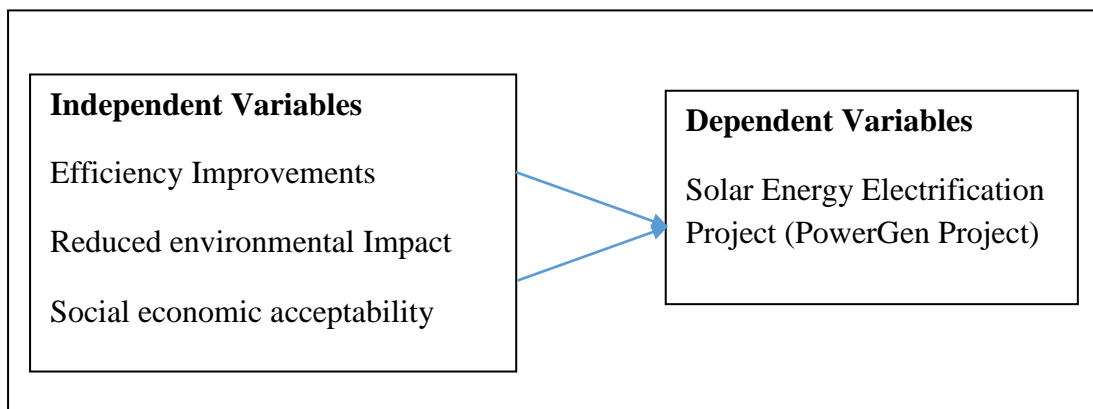 Independent Variables
Efficiency Improvements
Reduced environmental Impact
Social economic acceptability
Dependent Variables
Solar Energy Electrification
Project (PowerGen Project)